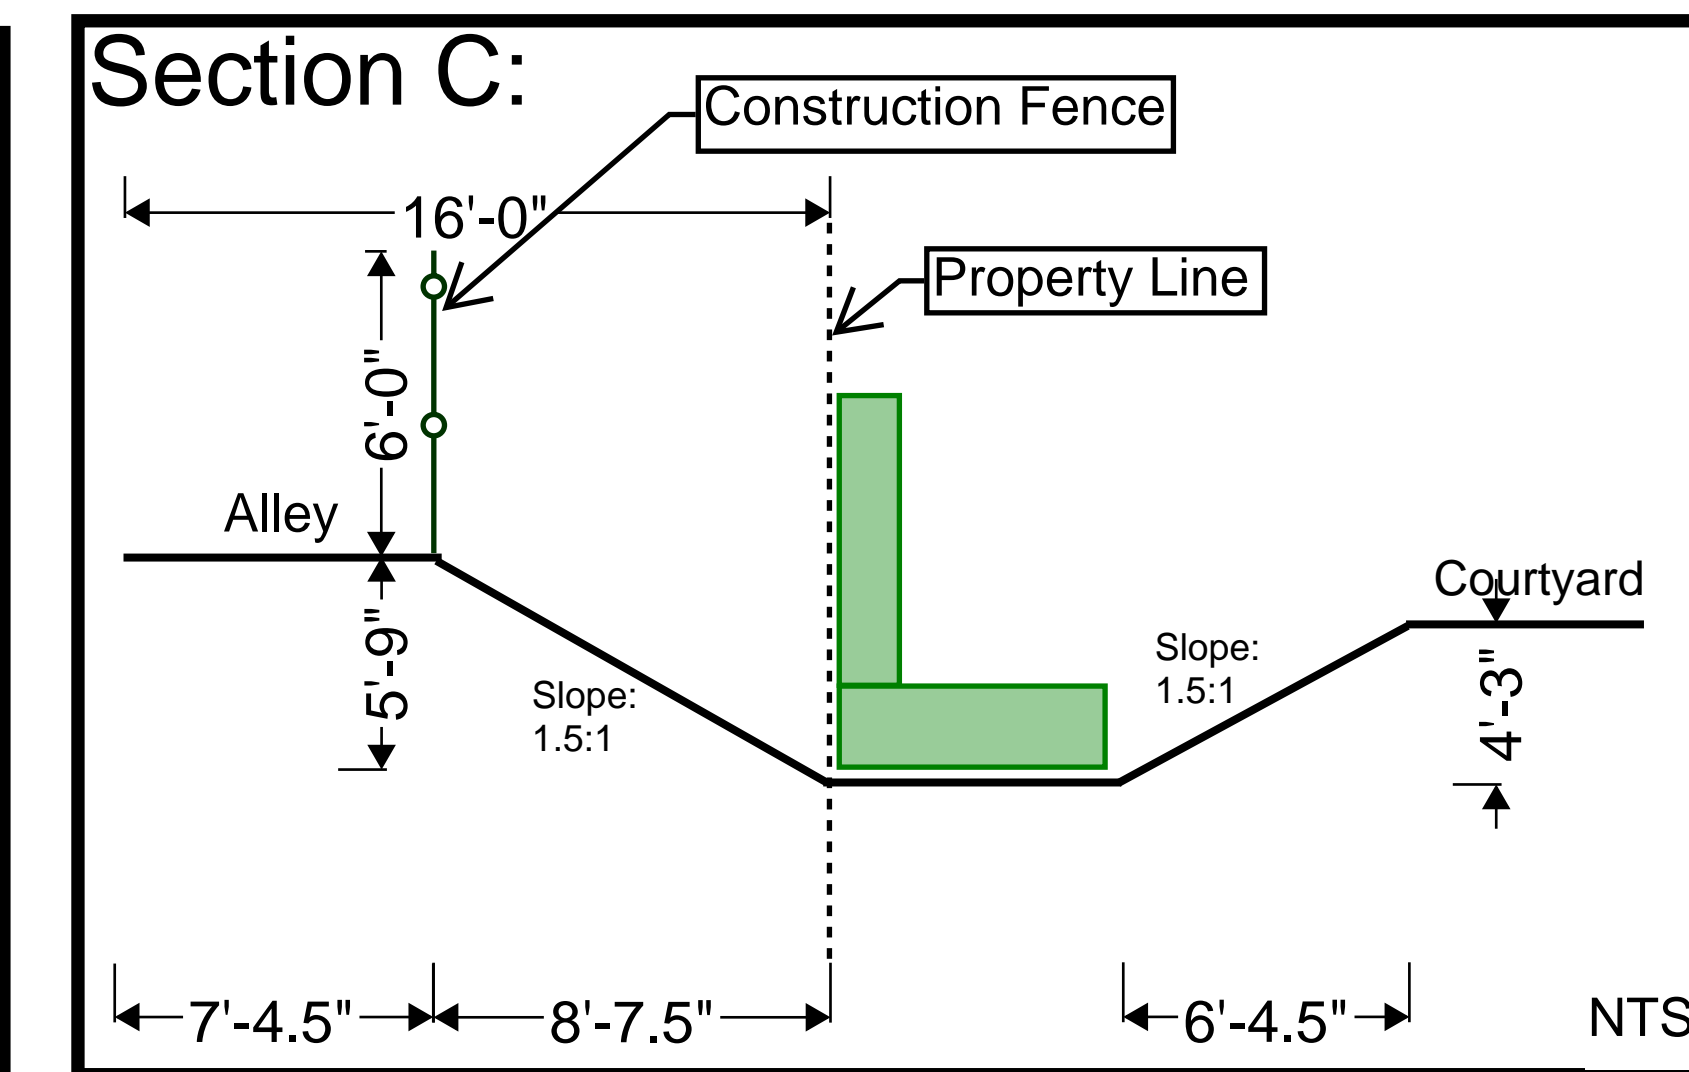 Section C:
Construction Fence
16'-0"
Property Line
6'-0"
Alley
Courtyard
5'-9"
Slope:
1.5:1
Slope:
1.5:1
4'-3"
7'-4.5"
8'-7.5"
6'-4.5"
NTS